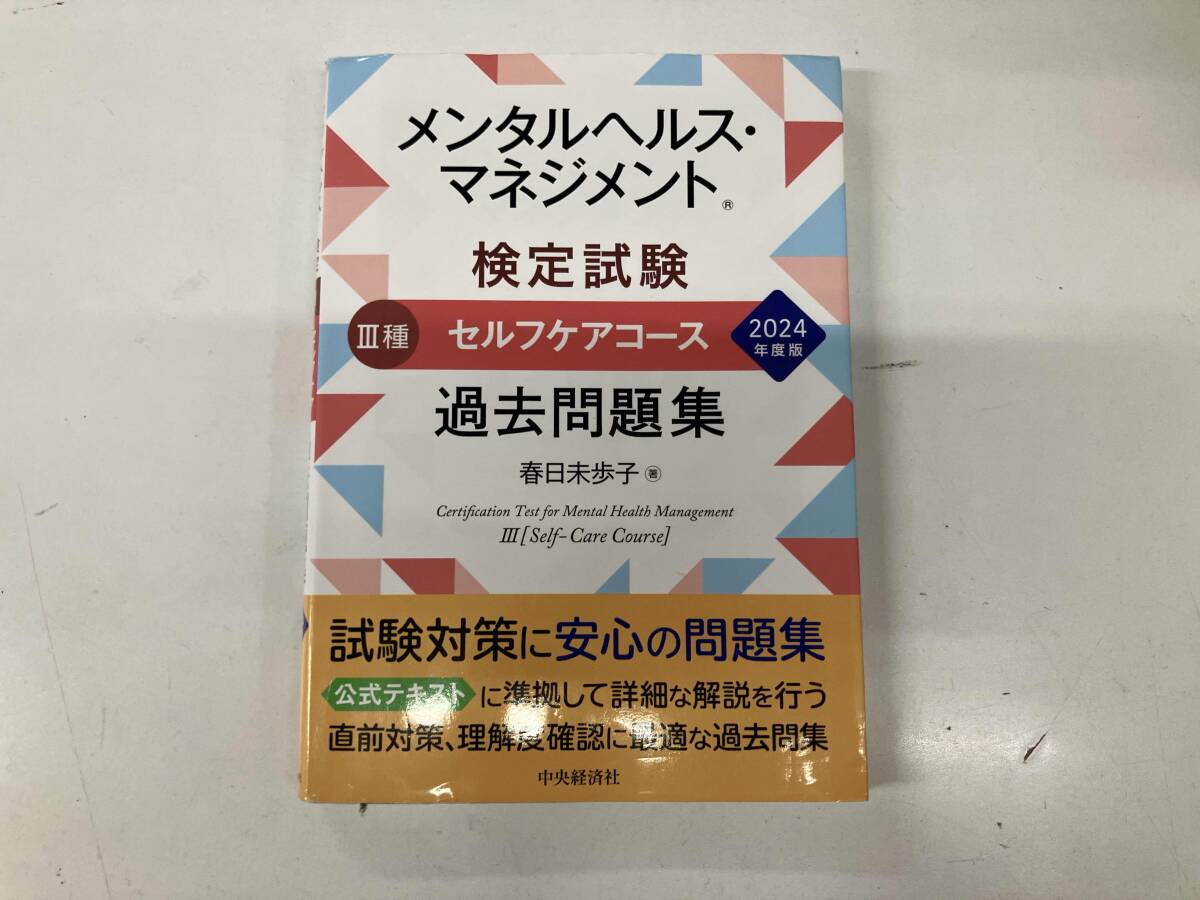 メンタルヘルス・
マネジメント®
検定試験
Ⅲ種 セルフケアコース 2024
年度版
過去問題集
春日未歩子 著
Certification Test for Mental Health Management
Ⅲ[Self-Care Course]
試験対策に安心の問題集
公式テキスト に準拠して詳細な解説を行う
直前対策、理解度確認に最適な過去問集
中央経済社